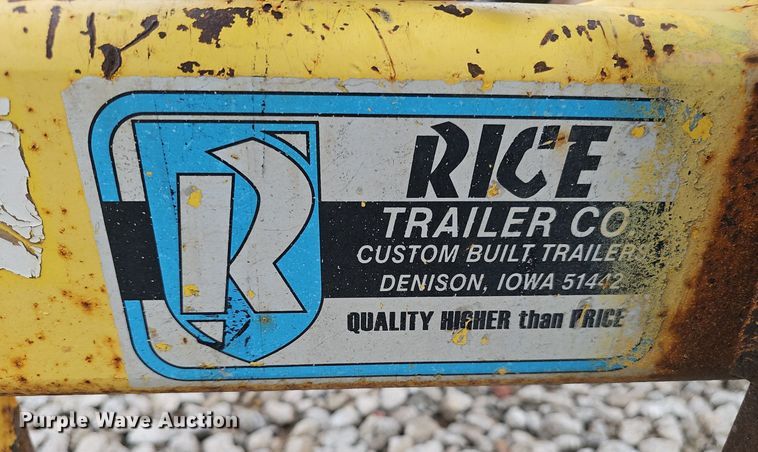 R
RICE
TRAILER CO
CUSTOM BUILT TRAILERS
DENISON, IOWA 51442
QUALITY HIGHER than PRICE
Purple Wave Auction